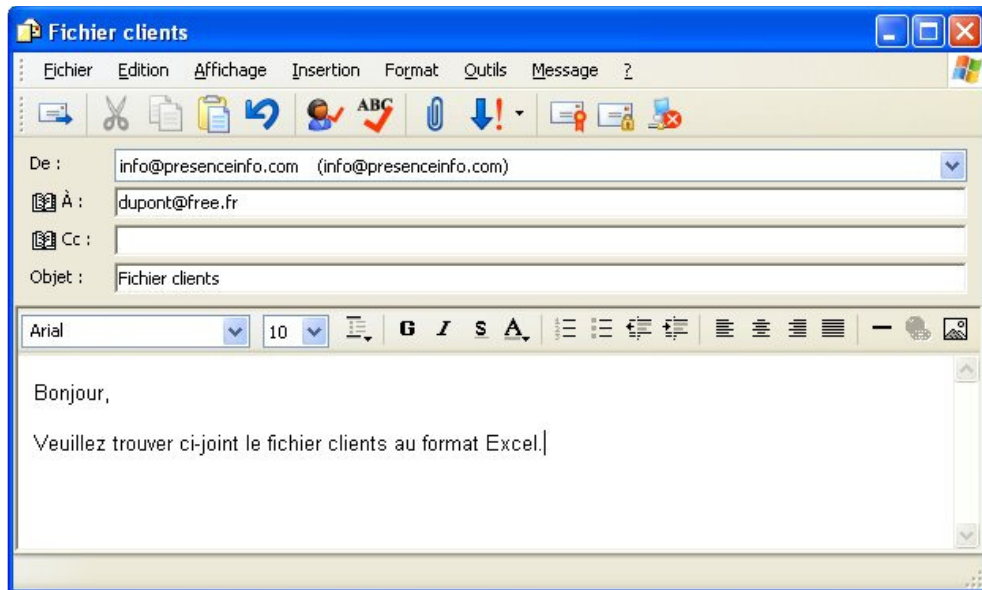 Fichier clients
Fichier Edition Affichage Insertion Format Outils Message ?
ABC
De : info@presenceinfo.com (info@presenceinfo.com)
À : dupont@free.fr
Cc :
Objet : Fichier clients
Arial 10 G I S A
Bonjour,
Veuillez trouver ci-joint le fichier clients au format Excel.